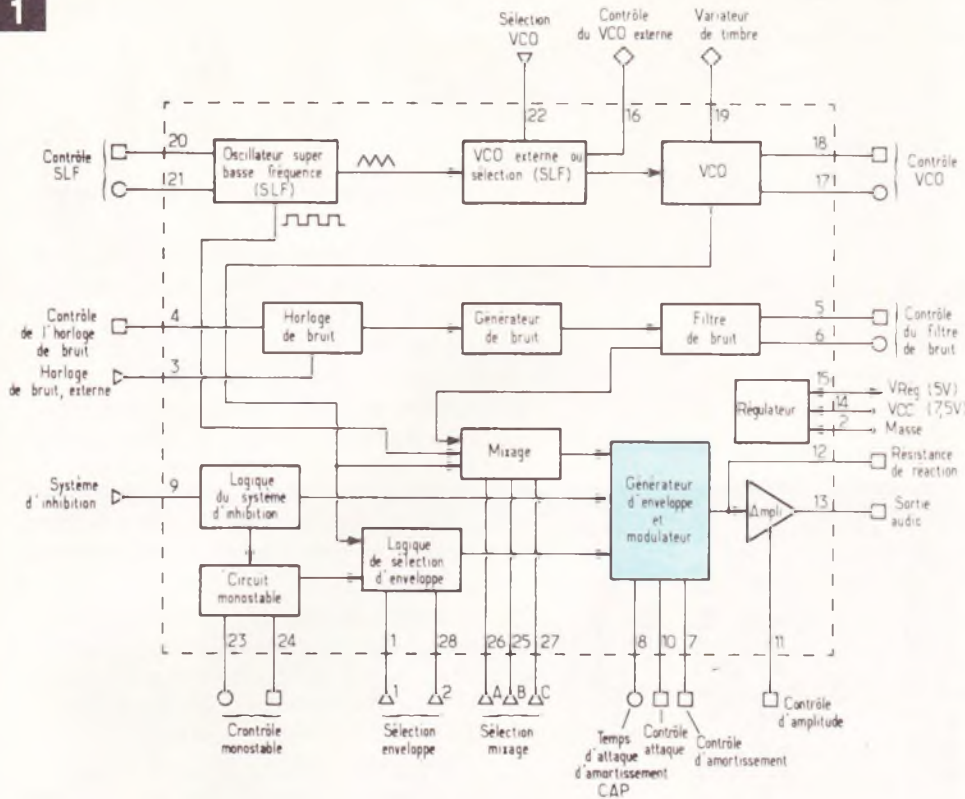 1
Sélection
VCO
Contrôle
du VCO externe
Variateur
de timbre
22
16
19
Contrôle
SLF
20
21
Oscillateur super
basse fréquence
(SLF)
VCO externe ou
sélection (SLF)
VCO
18
17
Contrôle
VCO
Contrôle
de l'horloge
de bruit
4
Horloge
de bruit, externe
3
Horloge
de bruit
Générateur
de bruit
Filtre
de bruit
5
6
Contrôle
du filtre
de bruit
Régulateur
15
VRég (5V)
14
VCC (7,5V)
2
Masse
Mixage
12
Résistance
de réaction
Système
d'inhibition
9
Logique
du système
d'inhibition
Générateur
d'enveloppe
et
modulateur
Ampli
13
Sortie
audio
Logique
de sélection
d'enveloppe
Circuit
monostable
23
24
1
28
26
25
27
8
10
7
11
1
2
A
B
C
Crontrôle
monostable
Sélection
enveloppe
Sélection
mixage
Temps
d'attaque
d'amortissement
CAP
Contrôle
attaque
Contrôle
d'amortissement
Contrôle
d'amplitude